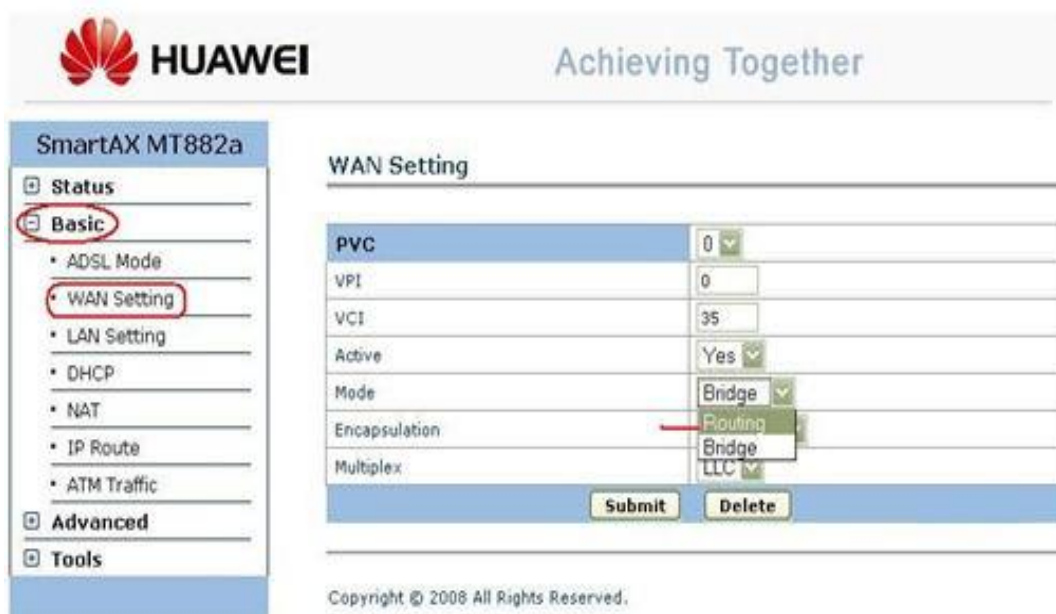 HUAWEI
Achieving Together
SmartAX MT882a
Status
Basic
ADSL Mode
WAN Setting
LAN Setting
DHCP
NAT
IP Route
ATM Traffic
Advanced
Tools
WAN Setting
PVC 0
VPI 0
VCI 35
Active Yes
Mode Bridge
Routing
Encapsulation
Bridge
Multiplex LLC
Submit Delete
Copyright © 2008 All Rights Reserved.